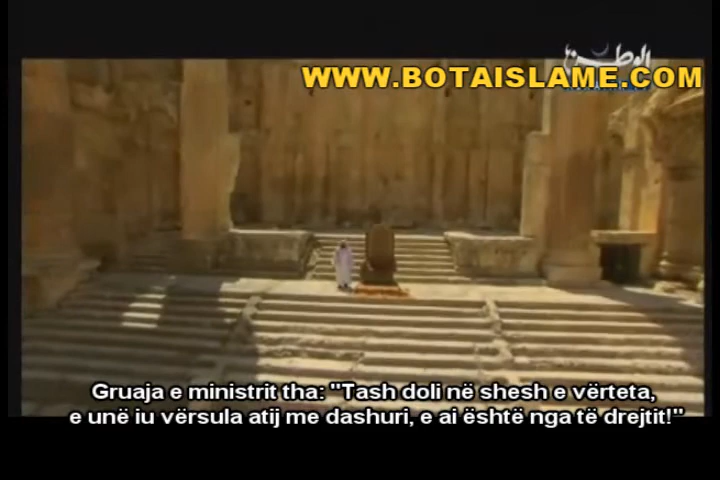 الوطن
WWW.BOTAISLAME.COM
Gruaja e ministrit tha: "Tash doli në shesh e vërteta,
e unë iu vërsula atij me dashuri, e ai është nga të drejtit!"